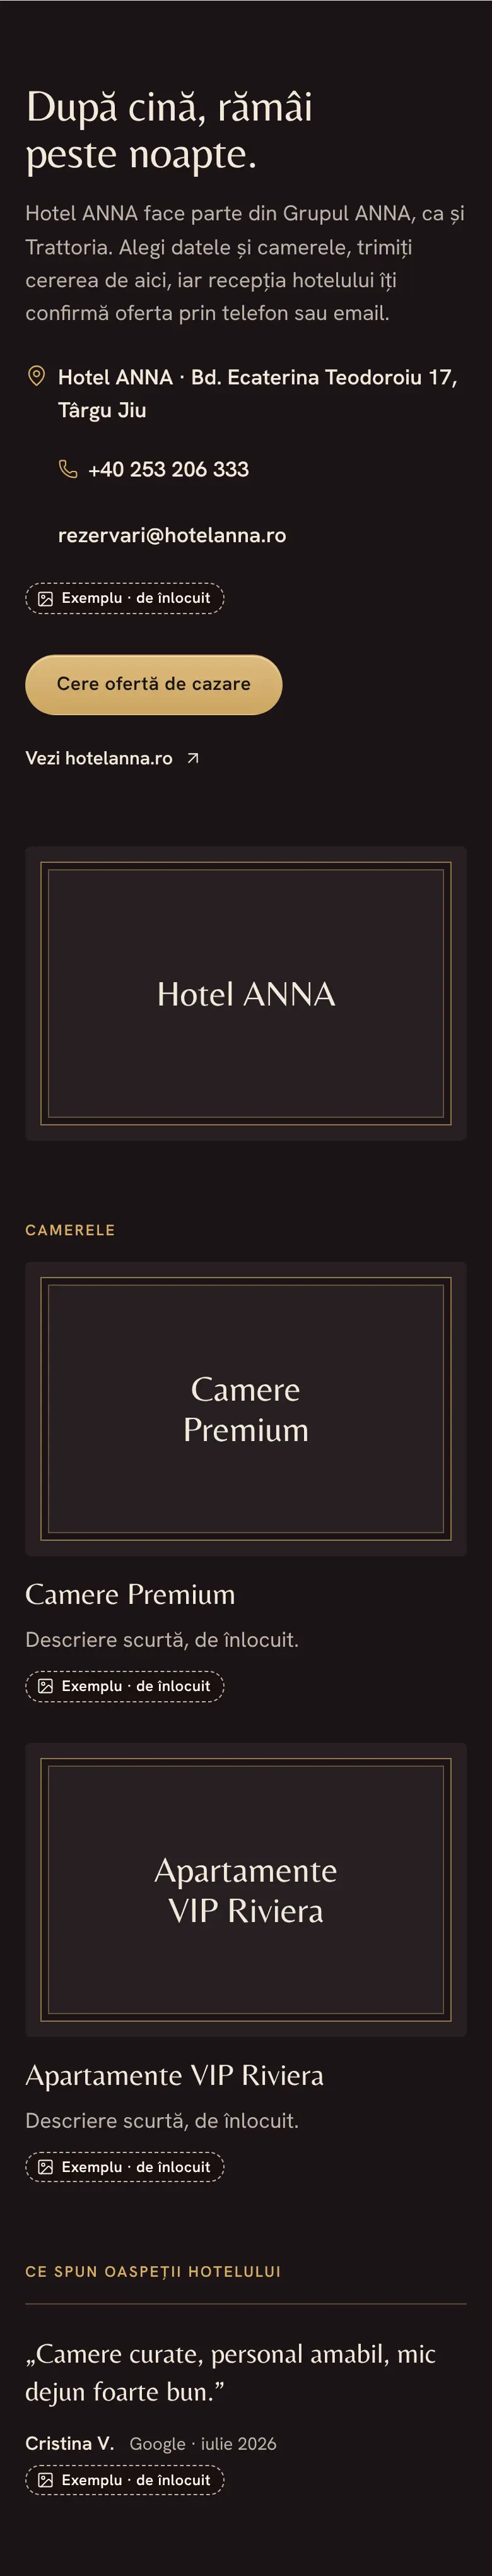 După cină, rămâi
peste noapte.
Hotel ANNA face parte din Grupul ANNA, ca și
Trattoria. Alegi datele și camerele, trimiți
cererea de aici, iar recepția hotelului îți
confirmă oferta prin telefon sau email.
Hotel ANNA · Bd. Ecaterina Teodoroiu 17,
Târgu Jiu
+40 253 206 333
rezervari@hotelanna.ro
Exemplu · de înlocuit
Cere ofertă de cazare
Vezi hotelanna.ro
Hotel ANNA
CAMERELE
Camere
Premium
Camere Premium
Descriere scurtă, de înlocuit.
Exemplu · de înlocuit
Apartamente
VIP Riviera
Apartamente VIP Riviera
Descriere scurtă, de înlocuit.
Exemplu · de înlocuit
CE SPUN OASPEȚII HOTELULUI
„Camere curate, personal amabil, mic
dejun foarte bun.”
Cristina V. Google · iulie 2026
Exemplu · de înlocuit